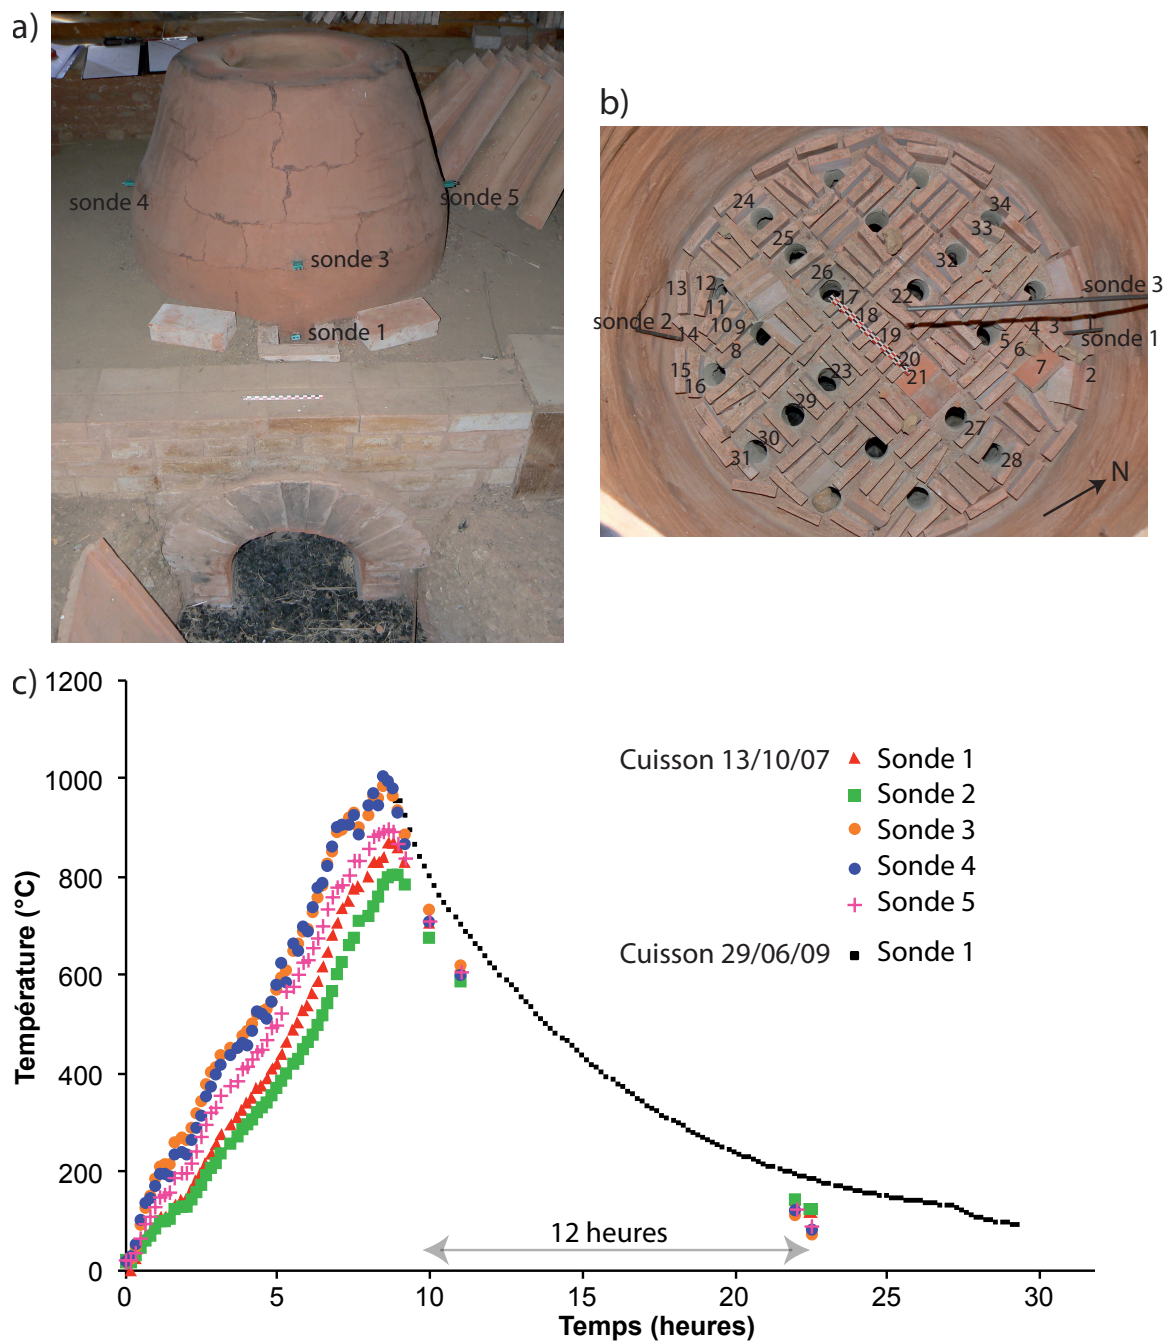 a)
sonde 4
sonde 5
sonde 3
sonde 1
b)
24
34
33
25
32
26
22
13
12
17
11
18
sonde 3
sonde 2
10
9
19
4
3
sonde 1
14
8
5
6
20
7
15
16
23
21
2
29
27
30
31
28
N
c)
1200
1000
800
600
400
200
0
Température (°C)
Cuisson 13/10/07
Sonde 1
Sonde 2
Sonde 3
Sonde 4
Sonde 5
Cuisson 29/06/09
Sonde 1
12 heures
0
5
10
15
20
25
30
Temps (heures)